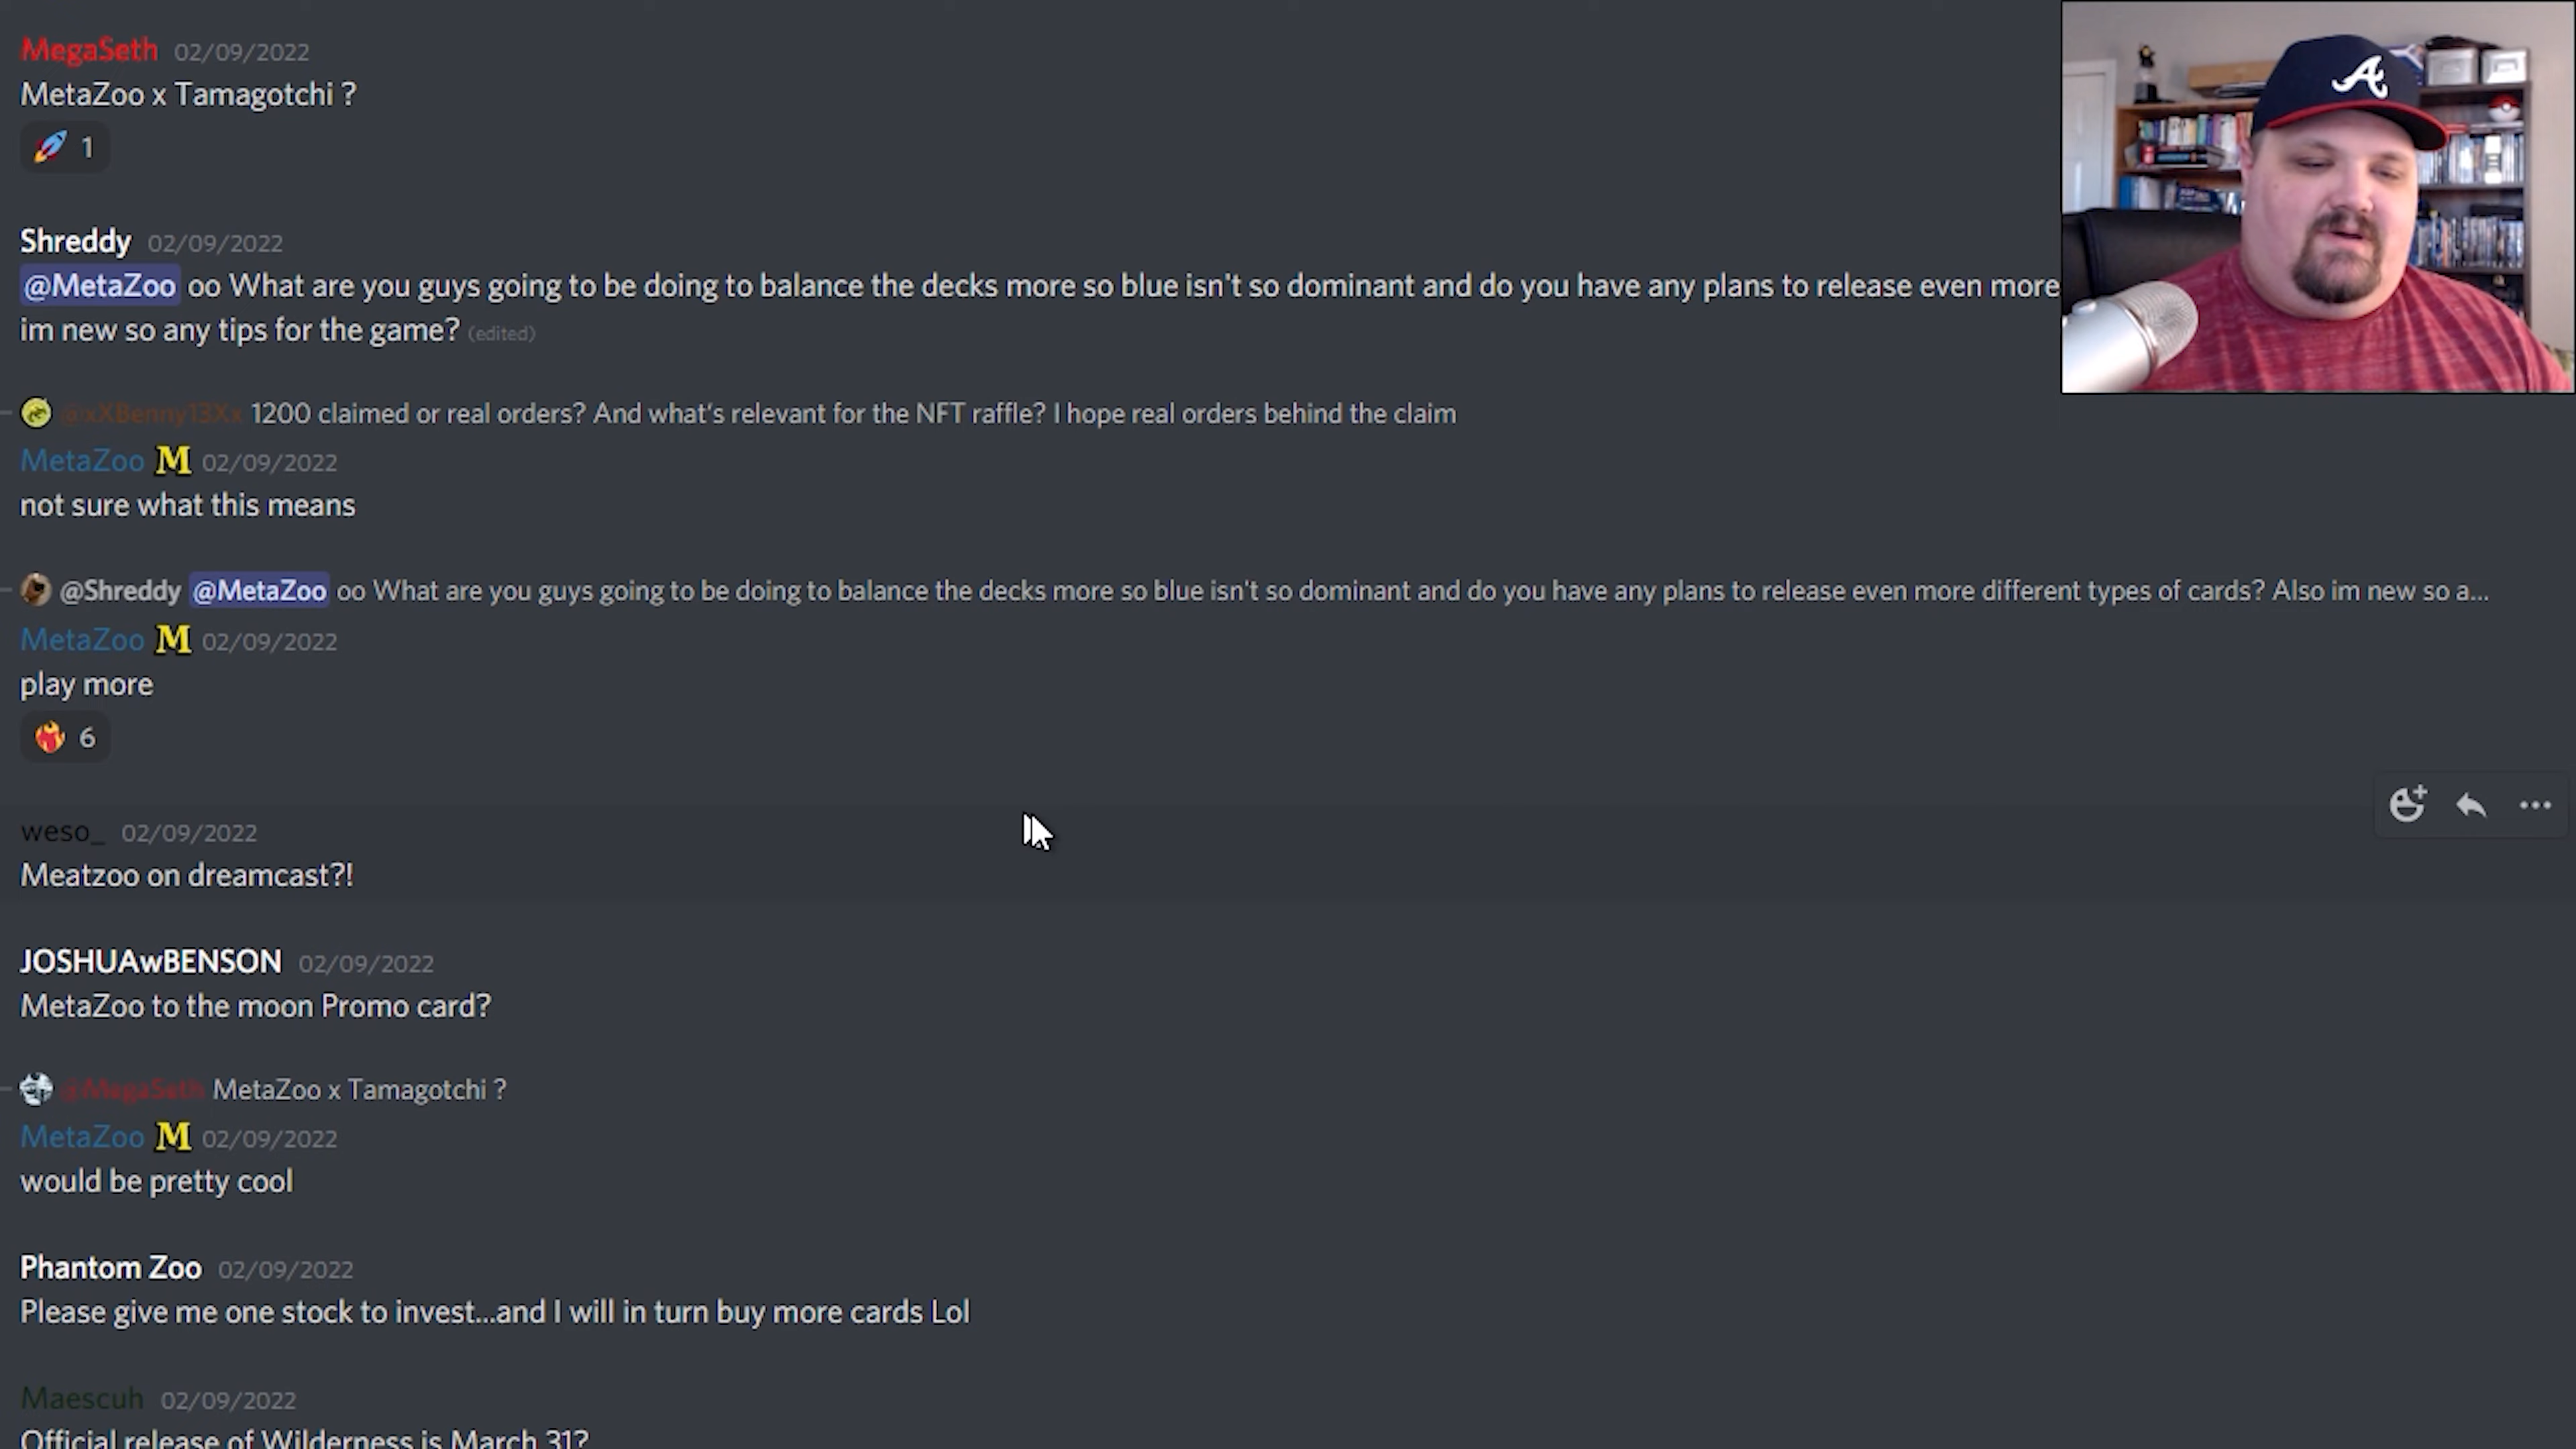 MegaSeth 02/09/2022
MetaZoo x Tamagotchi ?
1
Shreddy 02/09/2022
@MetaZoo oo What are you guys going to be doing to balance the decks more so blue isn't so dominant and do you have any plans to release even more
im new so any tips for the game? (edited)
@xXBenny13Xx 1200 claimed or real orders? And what's relevant for the NFT raffle? I hope real orders behind the claim
MetaZoo M 02/09/2022
not sure what this means
@Shreddy @MetaZoo oo What are you guys going to be doing to balance the decks more so blue isn't so dominant and do you have any plans to release even more different types of cards? Also im new so a...
MetaZoo M 02/09/2022
play more
6
weso_ 02/09/2022
Meatzoo on dreamcast?!
JOSHUAwBENSON 02/09/2022
MetaZoo to the moon Promo card?
@MegaSeth MetaZoo x Tamagotchi ?
MetaZoo M 02/09/2022
would be pretty cool
Phantom Zoo 02/09/2022
Please give me one stock to invest...and I will in turn buy more cards Lol
Maescuh 02/09/2022
Official release of Wilderness is March 31?
A